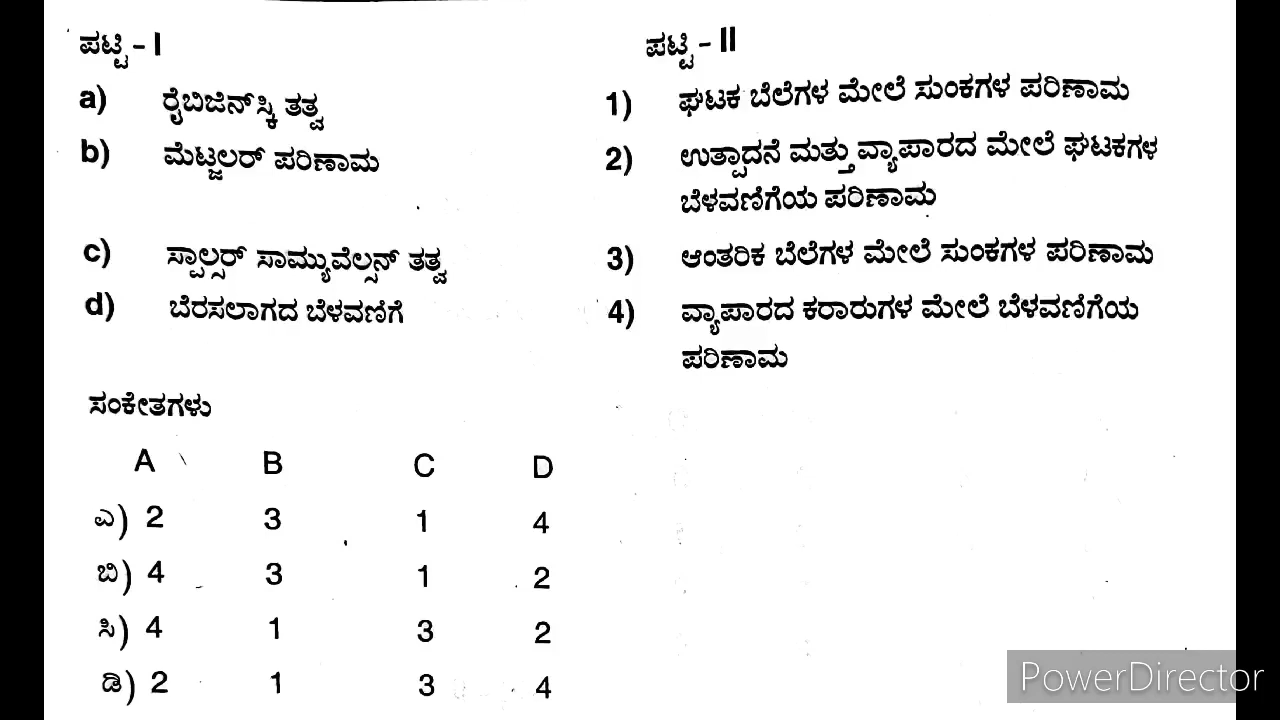 ಪಟ್ಟಿ - I ಪಟ್ಟಿ - II
a) ರೈಬಿಜಿನ್‌ಸ್ಕಿ ತತ್ವ 1) ಘಟಕ ಬೆಲೆಗಳ ಮೇಲೆ ಸುಂಕಗಳ ಪರಿಣಾಮ
b) ಮೆಟ್ಜಲರ್ ಪರಿಣಾಮ 2) ಉತ್ಪಾದನೆ ಮತ್ತು ವ್ಯಾಪಾರದ ಮೇಲೆ ಘಟಕಗಳ
ಬೆಳವಣಿಗೆಯ ಪರಿಣಾಮ
c) ಸ್ಪಾಲ್ಸರ್ ಸಾಮ್ಯುವೆಲ್ಸನ್ ತತ್ವ 3) ಆಂತರಿಕ ಬೆಲೆಗಳ ಮೇಲೆ ಸುಂಕಗಳ ಪರಿಣಾಮ
d) ಬೆರಸಲಾಗದ ಬೆಳವಣಿಗೆ 4) ವ್ಯಾಪಾರದ ಕರಾರುಗಳ ಮೇಲೆ ಬೆಳವಣಿಗೆಯ
ಪರಿಣಾಮ
ಸಂಕೇತಗಳು
A B C D
ಎ) 2 3 1 4
ಬಿ) 4 3 1 2
ಸಿ) 4 1 3 2
ಡಿ) 2 1 3 4
PowerDirector